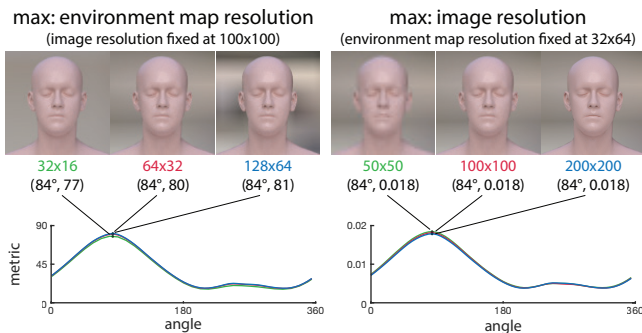 max: environment map resolution
(image resolution fixed at 100x100)
32x16 64x32 128x64
(84°, 77) (84°, 80) (84°, 81)
90
45
0
metric
0 180 360
angle
max: image resolution
(environment map resolution fixed at 32x64)
50x50 100x100 200x200
(84°, 0.018) (84°, 0.018) (84°, 0.018)
0.02
0.01
0
0 180 360
angle